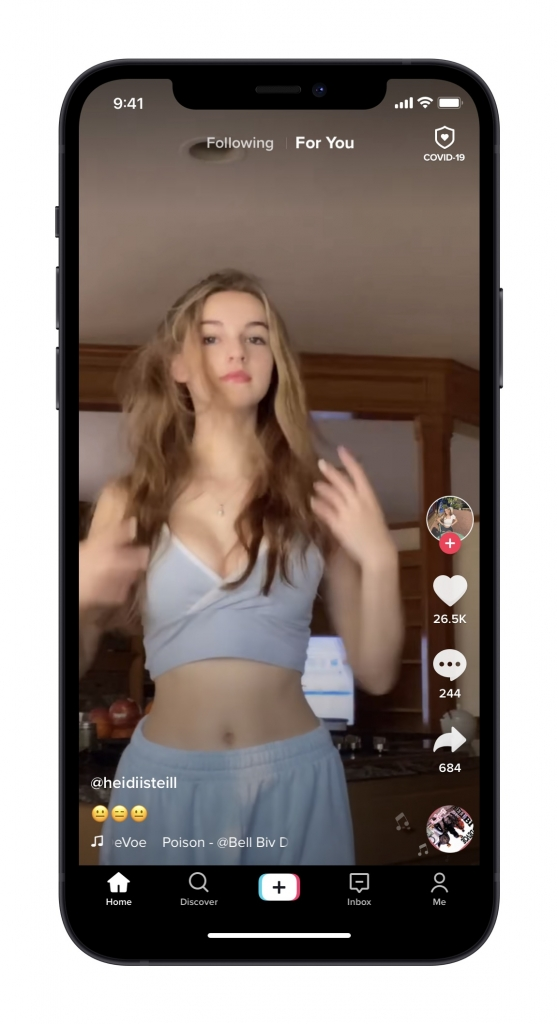 9:41
Following For You
COVID-19
26.5K
244
684
@heidiisteill
😐😑😐
eVoe Poison - @Bell Biv D
Home Discover Inbox Me